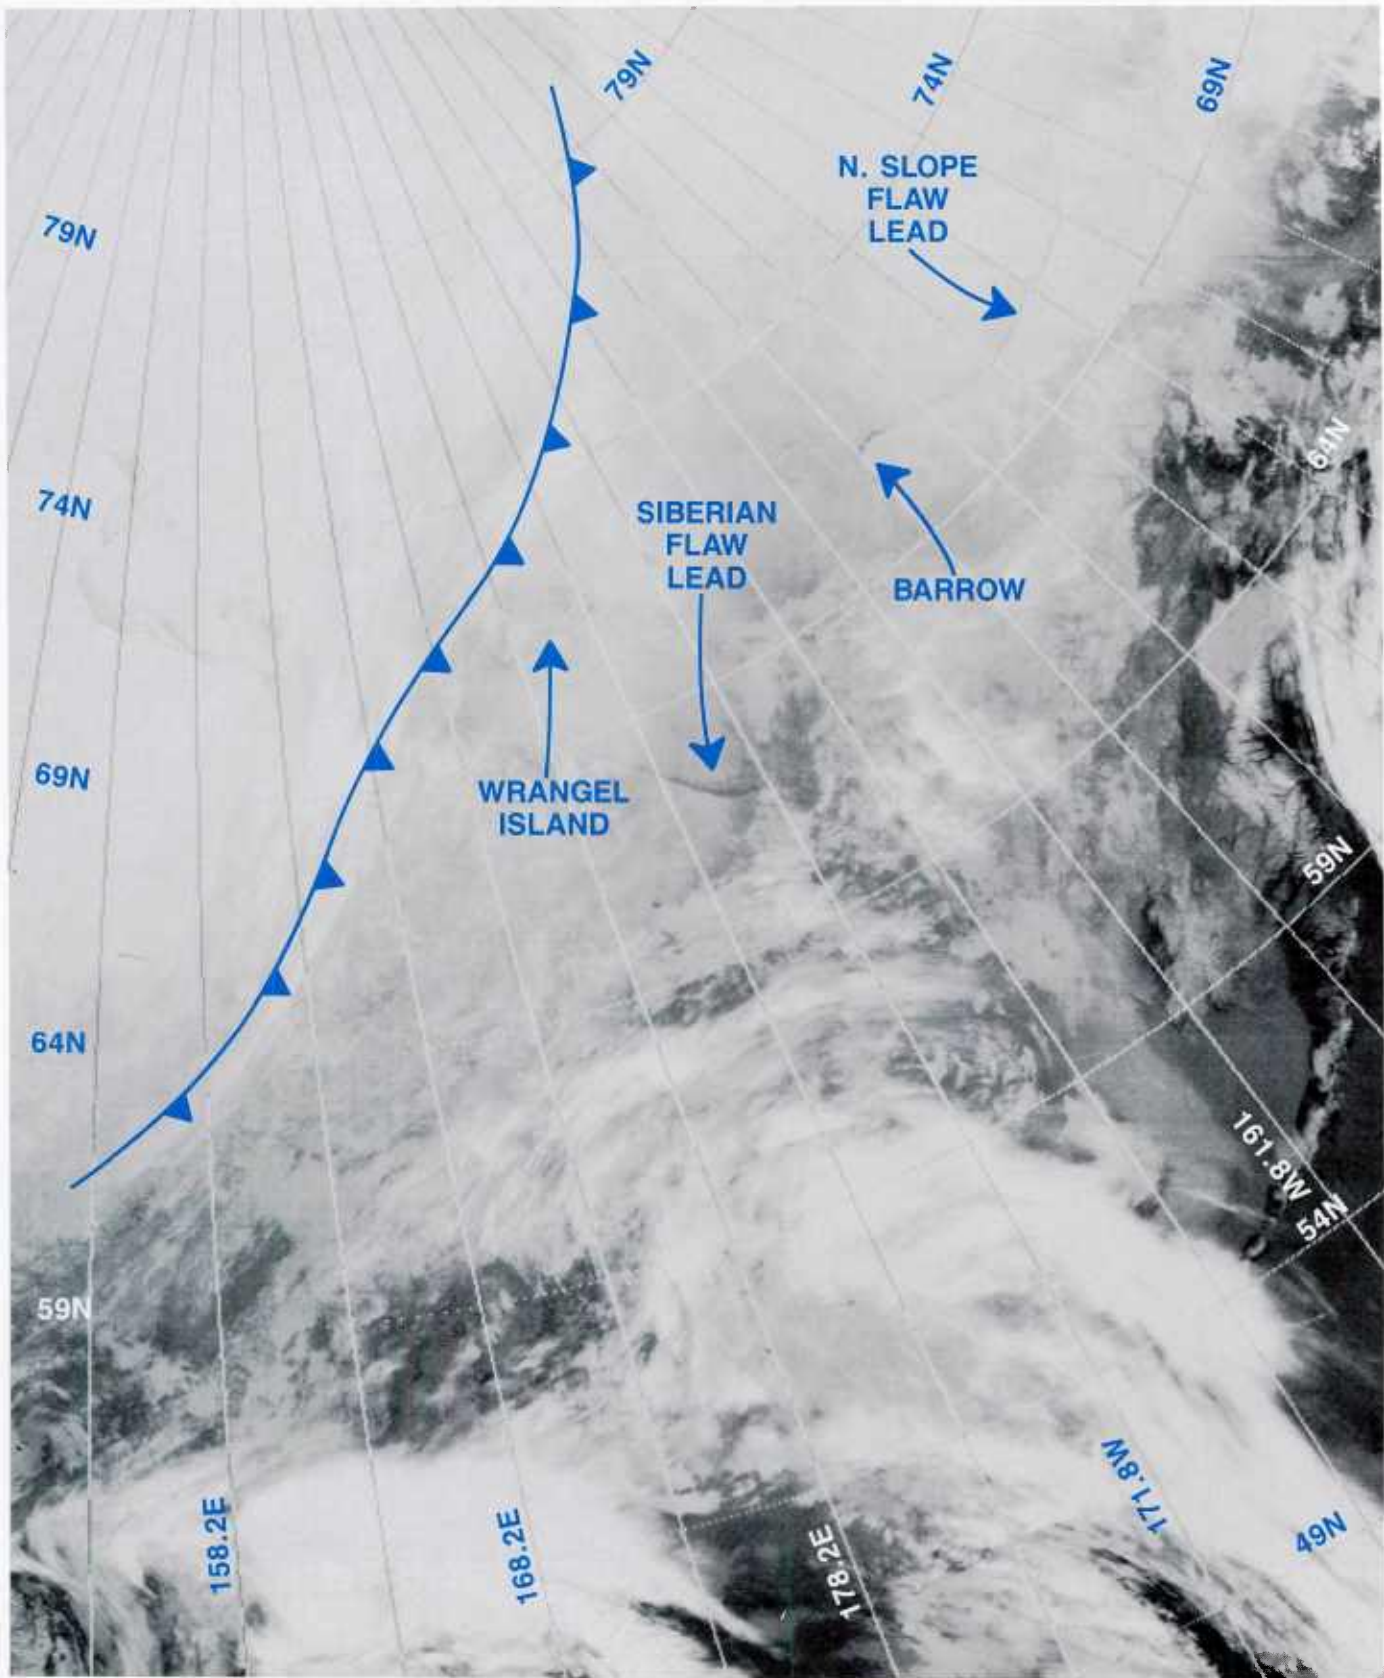 79N
74N
69N
N. SLOPE
FLAW
LEAD
79N
64N
74N
SIBERIAN
FLAW
LEAD
BARROW
69N
WRANGEL
ISLAND
59N
64N
161.8W
54N
59N
158.2E
168.2E
178.2E
171.8W
49N